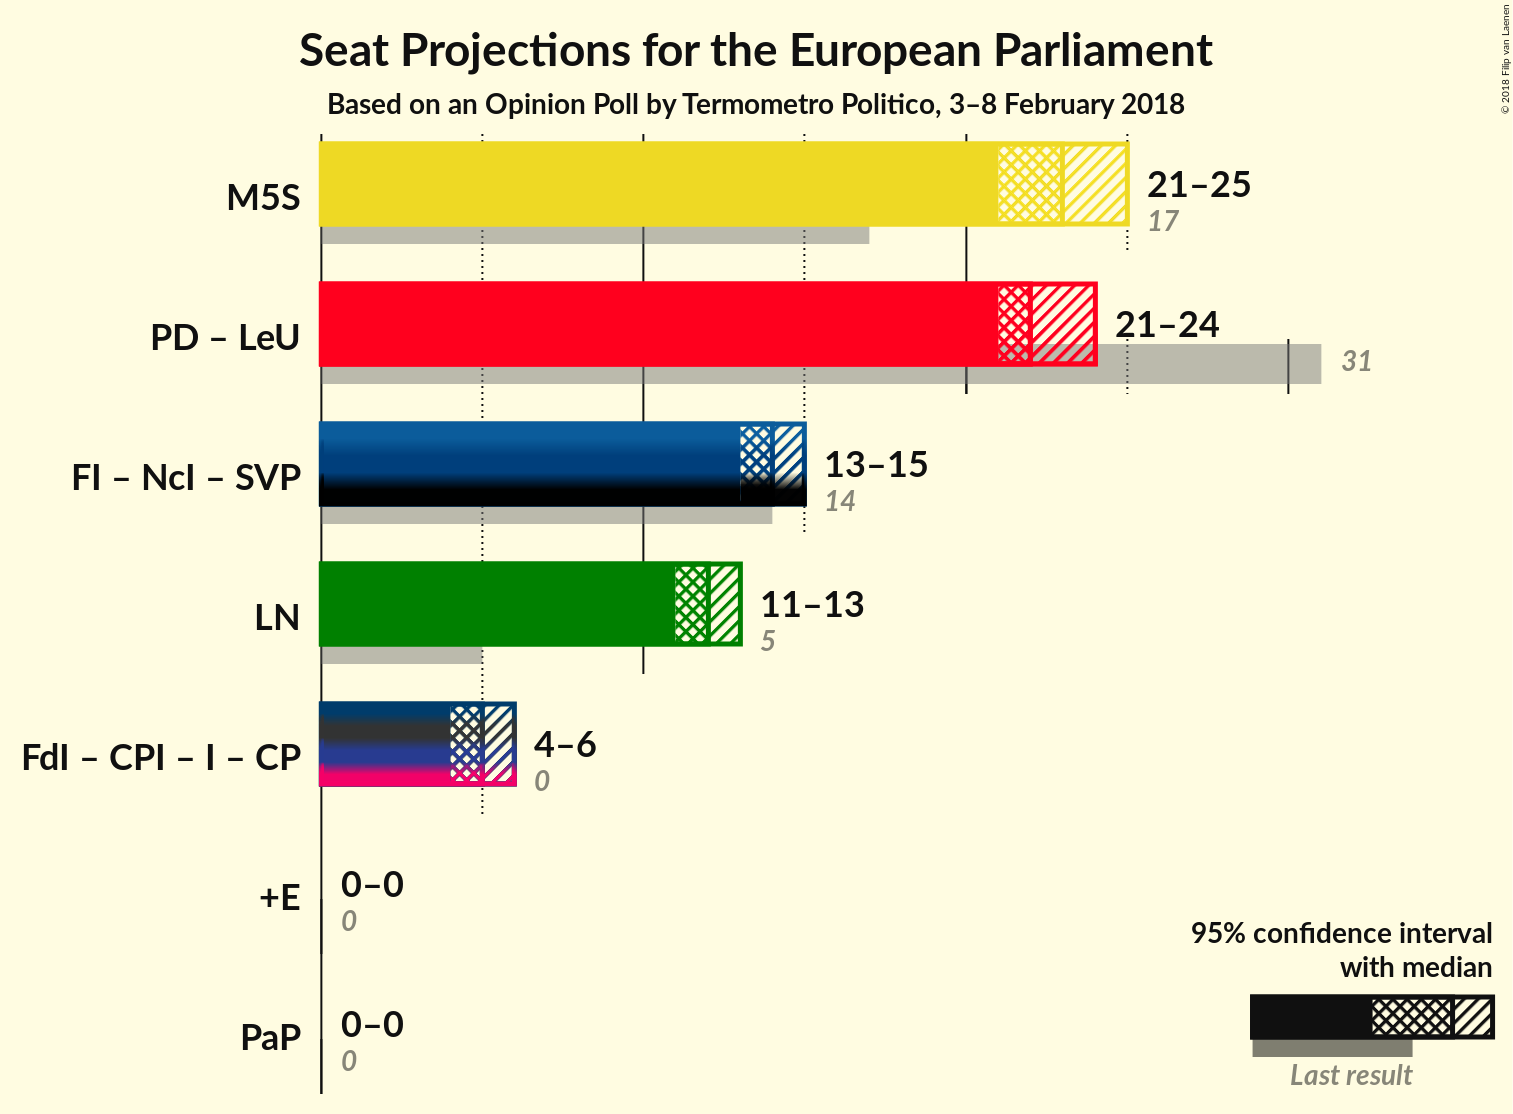 Seat Projections for the European Parliament
Based on an Opinion Poll by Termometro Politico, 3–8 February 2018
© 2018 Filip van Laenen
M5S
21–25
17
PD – LeU
21–24
31
FI – NcI – SVP
13–15
14
LN
11–13
5
FdI – CPI – I – CP
4–6
0
+E
0–0
0
PaP
0–0
0
95% confidence interval
with median
Last result